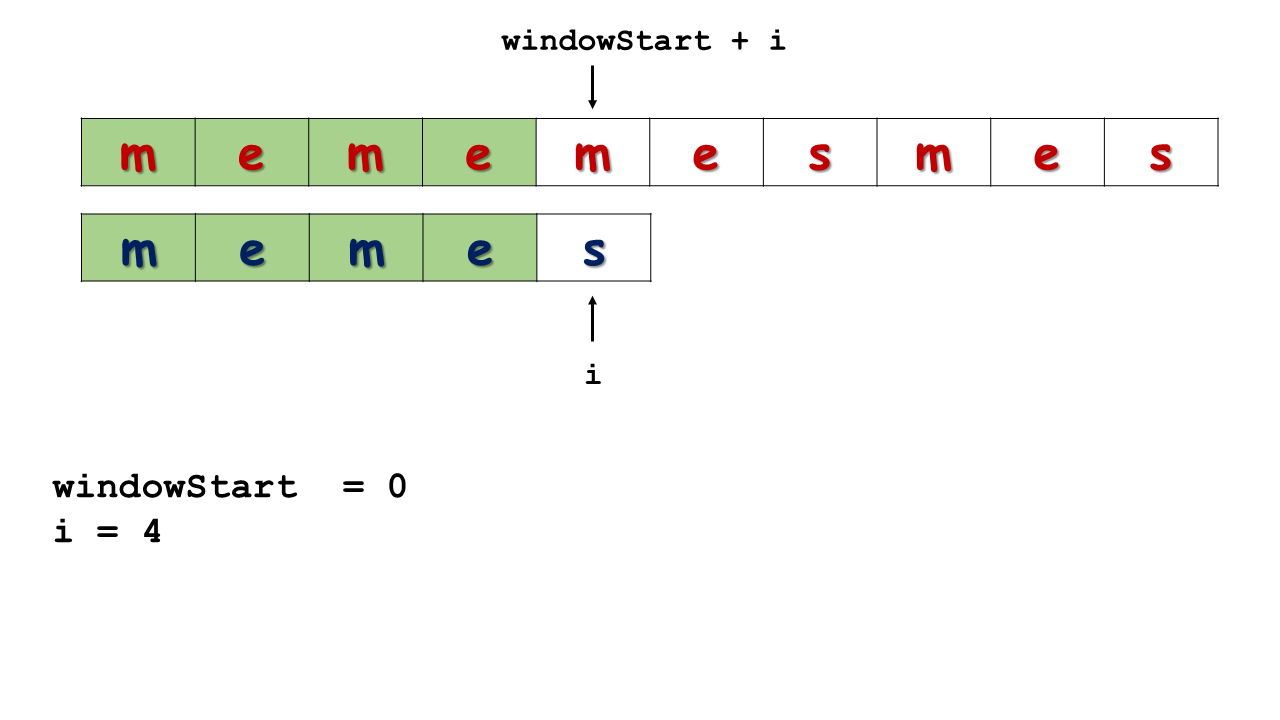 windowStart + i
m e m e m e s m e s
m e m e s
i
windowStart  = 0
i = 4